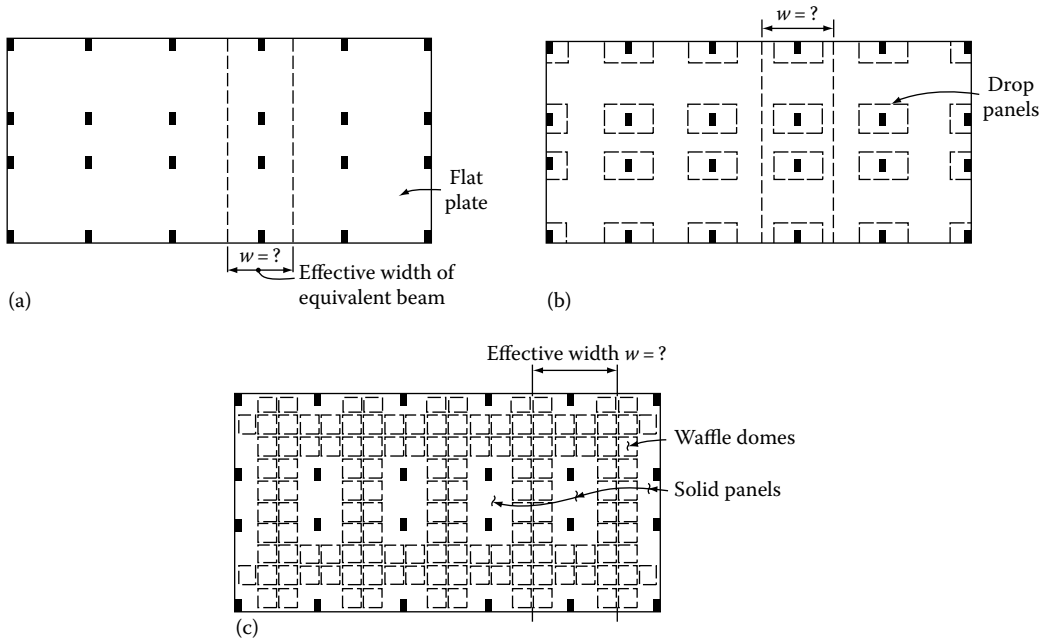 w = ?
Flat
plate
w = ?
Effective width of
equivalent beam
(a)
w = ?
Drop
panels
(b)
Effective width w = ?
Waffle domes
Solid panels
(c)